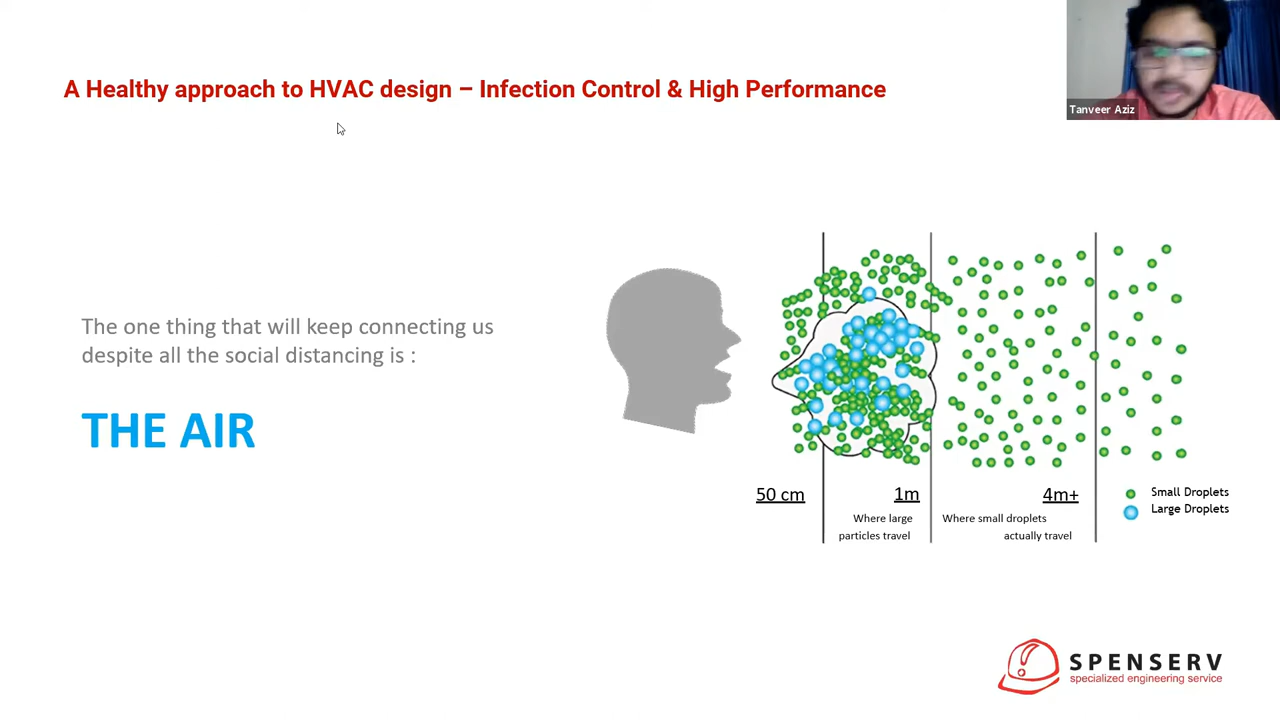 A Healthy approach to HVAC design – Infection Control & High Performance
Tanveer Aziz
The one thing that will keep connecting us
despite all the social distancing is :
THE AIR
50 cm
1m
4m+
Where large
particles travel
Where small droplets
actually travel
Small Droplets
Large Droplets
SPENSERV
specialized engineering service